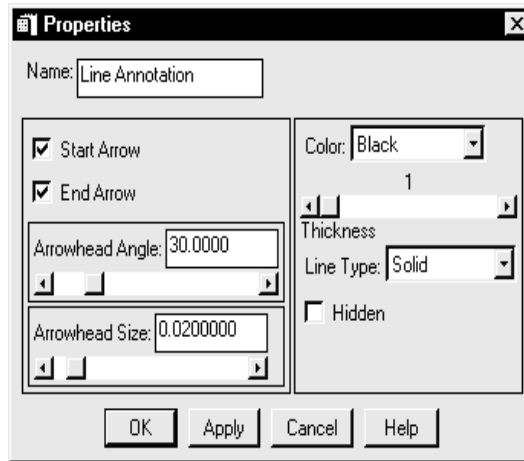 Properties
Name: Line Annotation
Start Arrow
End Arrow
Arrowhead Angle: 30.0000
Arrowhead Size: 0.0200000
Color: Black
1
Thickness
Line Type: Solid
Hidden
OK Apply Cancel Help